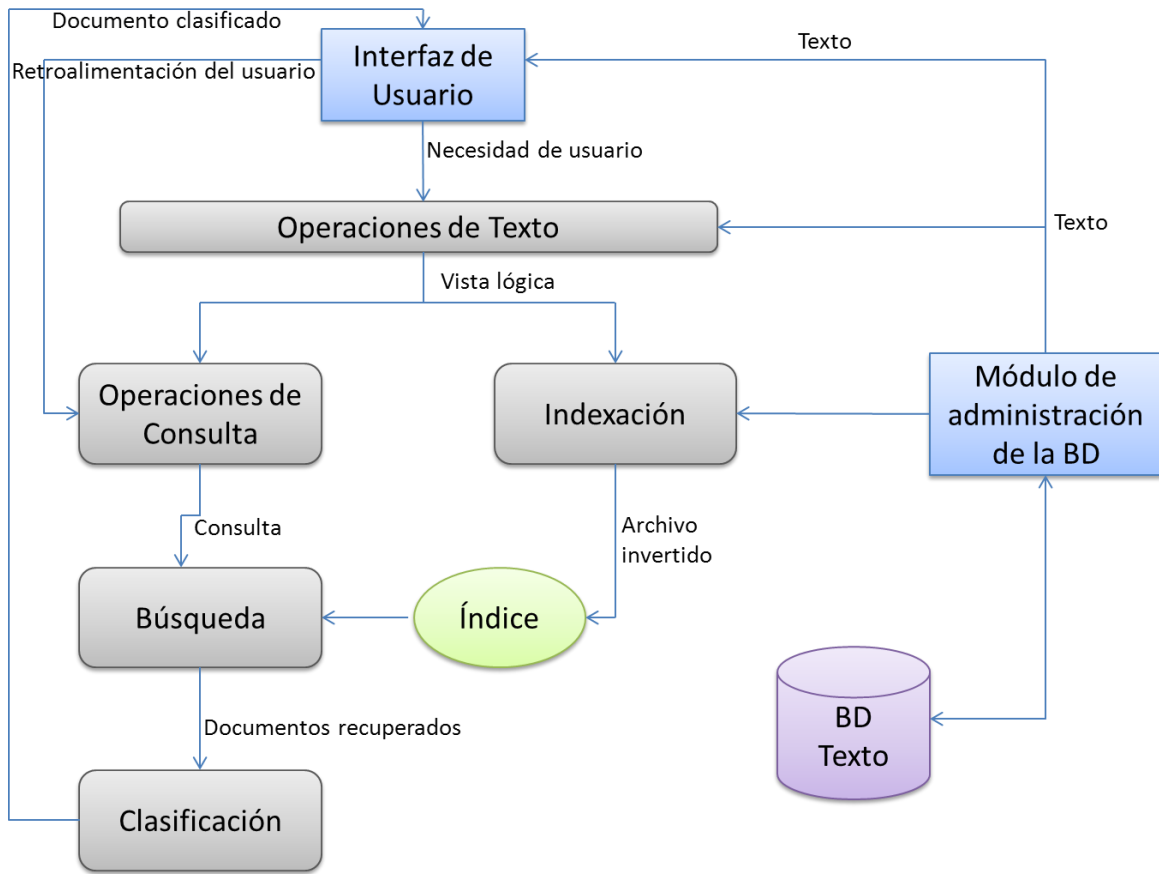 Documento clasificado
Interfaz de
Usuario
Texto
Retroalimentación del usuario
Necesidad de usuario
Operaciones de Texto
Texto
Vista lógica
Operaciones de
Consulta
Indexación
Módulo de
administración
de la BD
Consulta
Archivo
invertido
Búsqueda
Índice
BD
Texto
Documentos recuperados
Clasificación